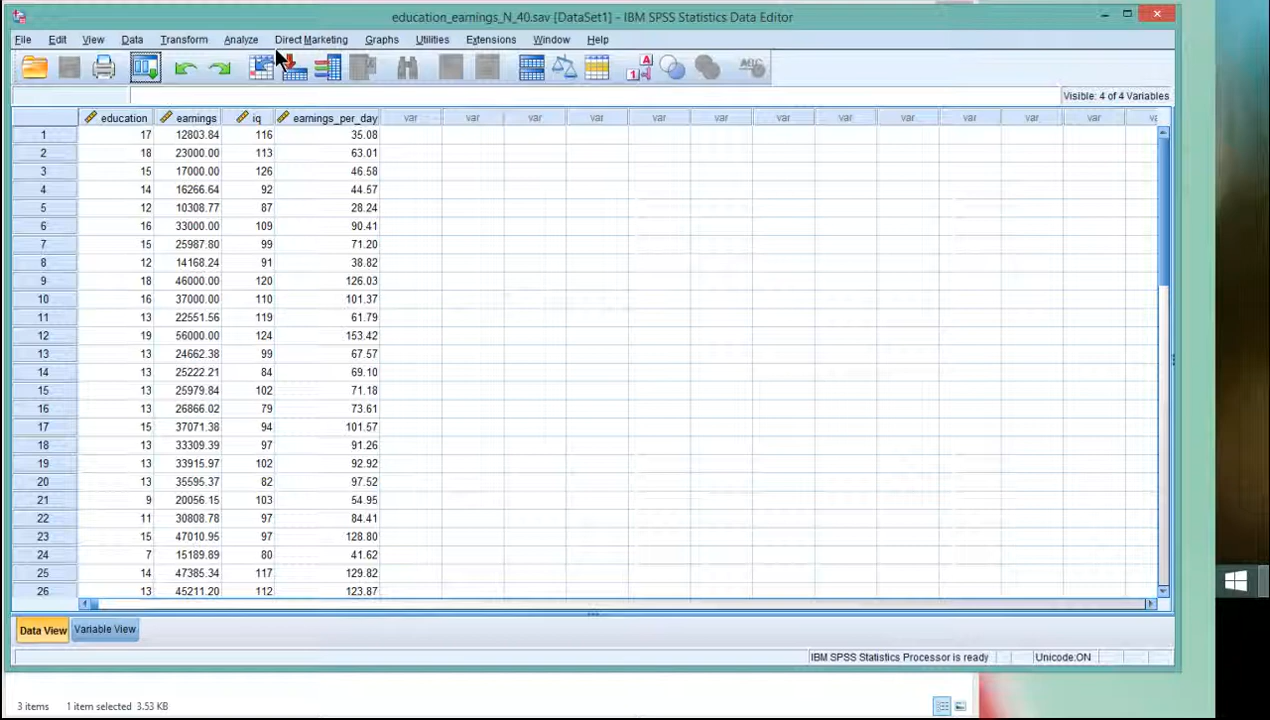 education_earnings_N_40.sav [DataSet1] - IBM SPSS Statistics Data Editor
File Edit View Data Transform Analyze Direct Marketing Graphs Utilities Extensions Window Help
Visible: 4 of 4 Variables
education earnings iq earnings_per_day var var var var var var var var var var var var
1 17 12803.84 116 35.08
2 18 23000.00 113 63.01
3 15 17000.00 126 46.58
4 14 16266.64 92 44.57
5 12 10308.77 87 28.24
6 16 33000.00 109 90.41
7 15 25987.80 99 71.20
8 12 14168.24 91 38.82
9 18 46000.00 120 126.03
10 16 37000.00 110 101.37
11 13 22551.56 119 61.79
12 19 56000.00 124 153.42
13 13 24662.38 99 67.57
14 13 25222.21 84 69.10
15 13 25979.84 102 71.18
16 13 26866.02 79 73.61
17 15 37071.38 94 101.57
18 13 33309.39 97 91.26
19 13 33915.97 102 92.92
20 13 35595.37 82 97.52
21 9 20056.15 103 54.95
22 11 30808.78 97 84.41
23 15 47010.95 97 128.80
24 7 15189.89 80 41.62
25 14 47385.34 117 129.82
26 13 45211.20 112 123.87
Data View Variable View
IBM SPSS Statistics Processor is ready Unicode:ON
3 items 1 item selected 3.53 KB